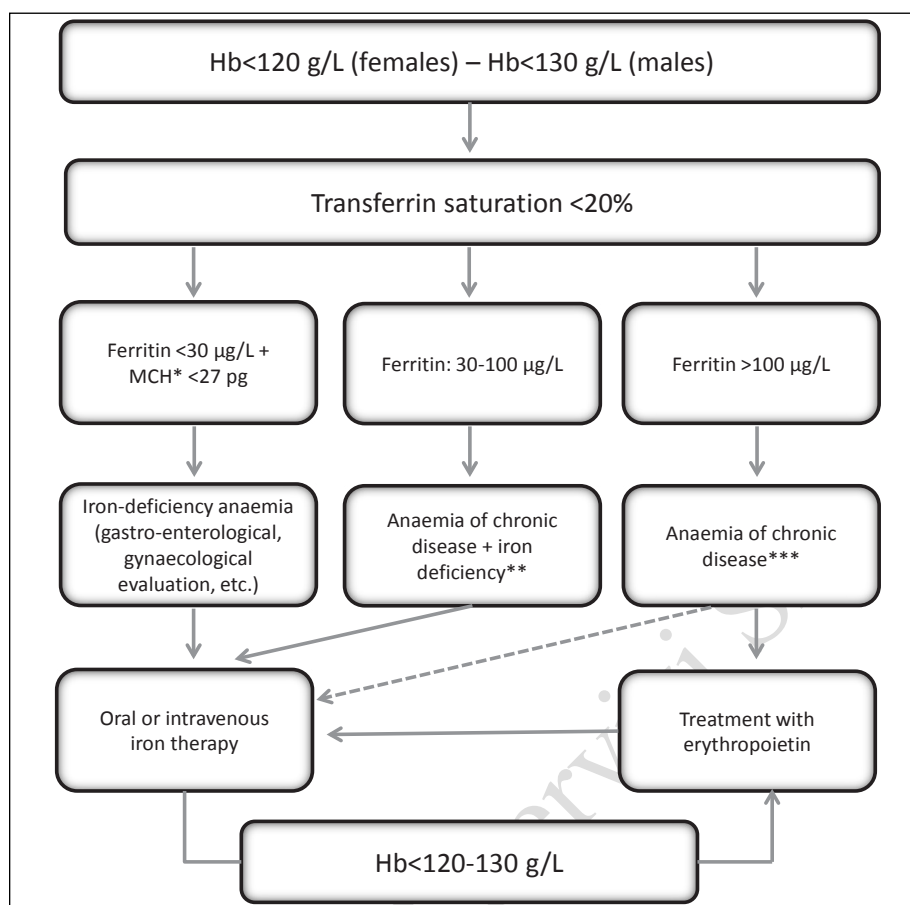 Hb<120 g/L (females) – Hb<130 g/L (males)
Transferrin saturation <20%
Ferritin <30 µg/L +
MCH* <27 pg
Ferritin: 30-100 µg/L
Ferritin >100 µg/L
Iron-deficiency anaemia
(gastro-enterological,
gynaecological
evaluation, etc.)
Anaemia of chronic
disease + iron
deficiency**
Anaemia of chronic
disease***
Oral or intravenous
iron therapy
Treatment with
erythropoietin
Hb<120-130 g/L